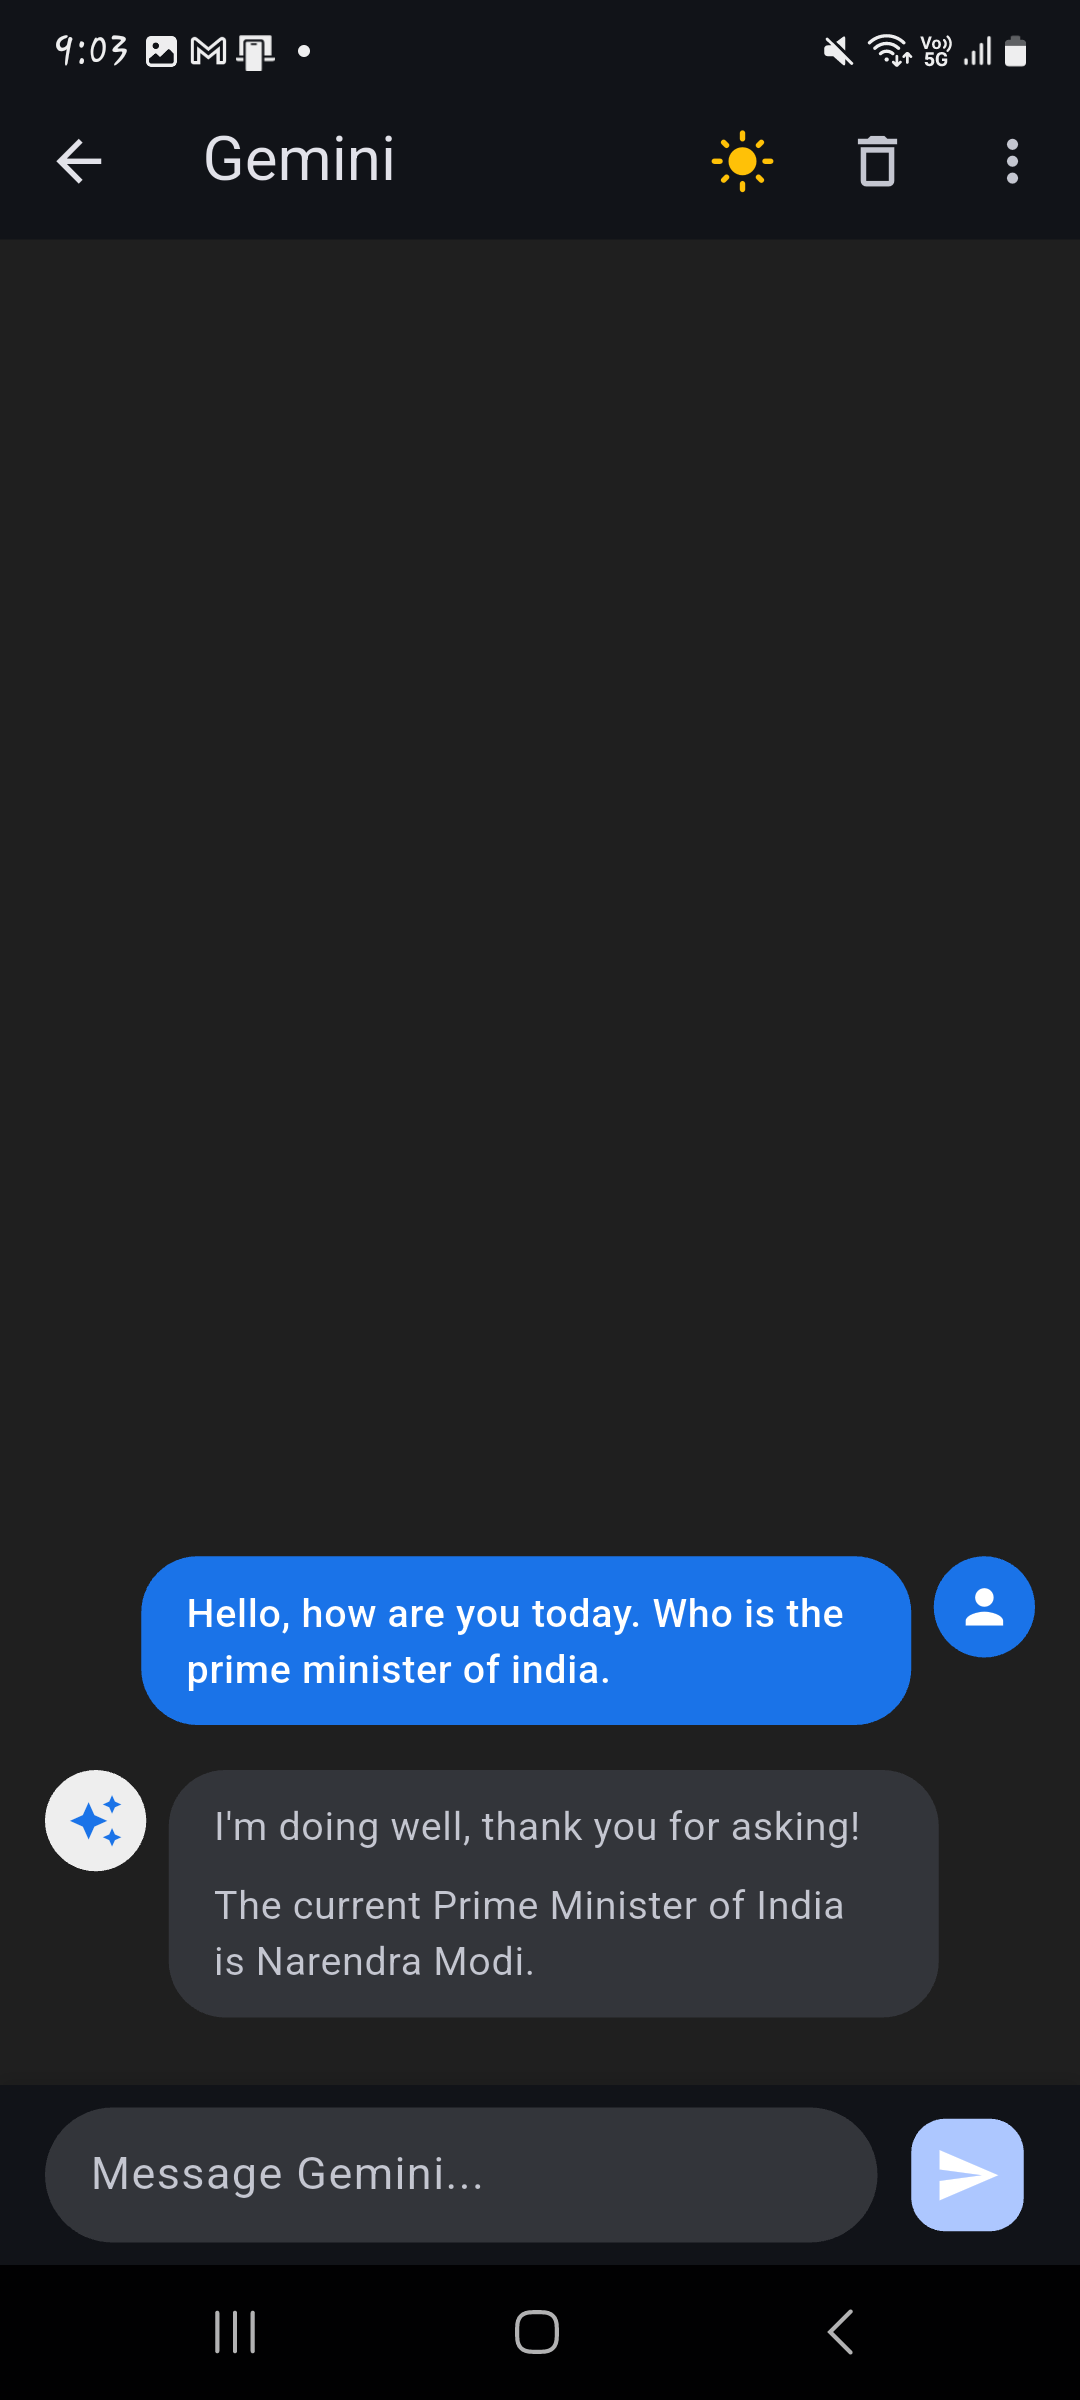 9:03
Vo)) 5G
Gemini
Hello, how are you today. Who is the
prime minister of india.
I'm doing well, thank you for asking!
The current Prime Minister of India
is Narendra Modi.
Message Gemini...